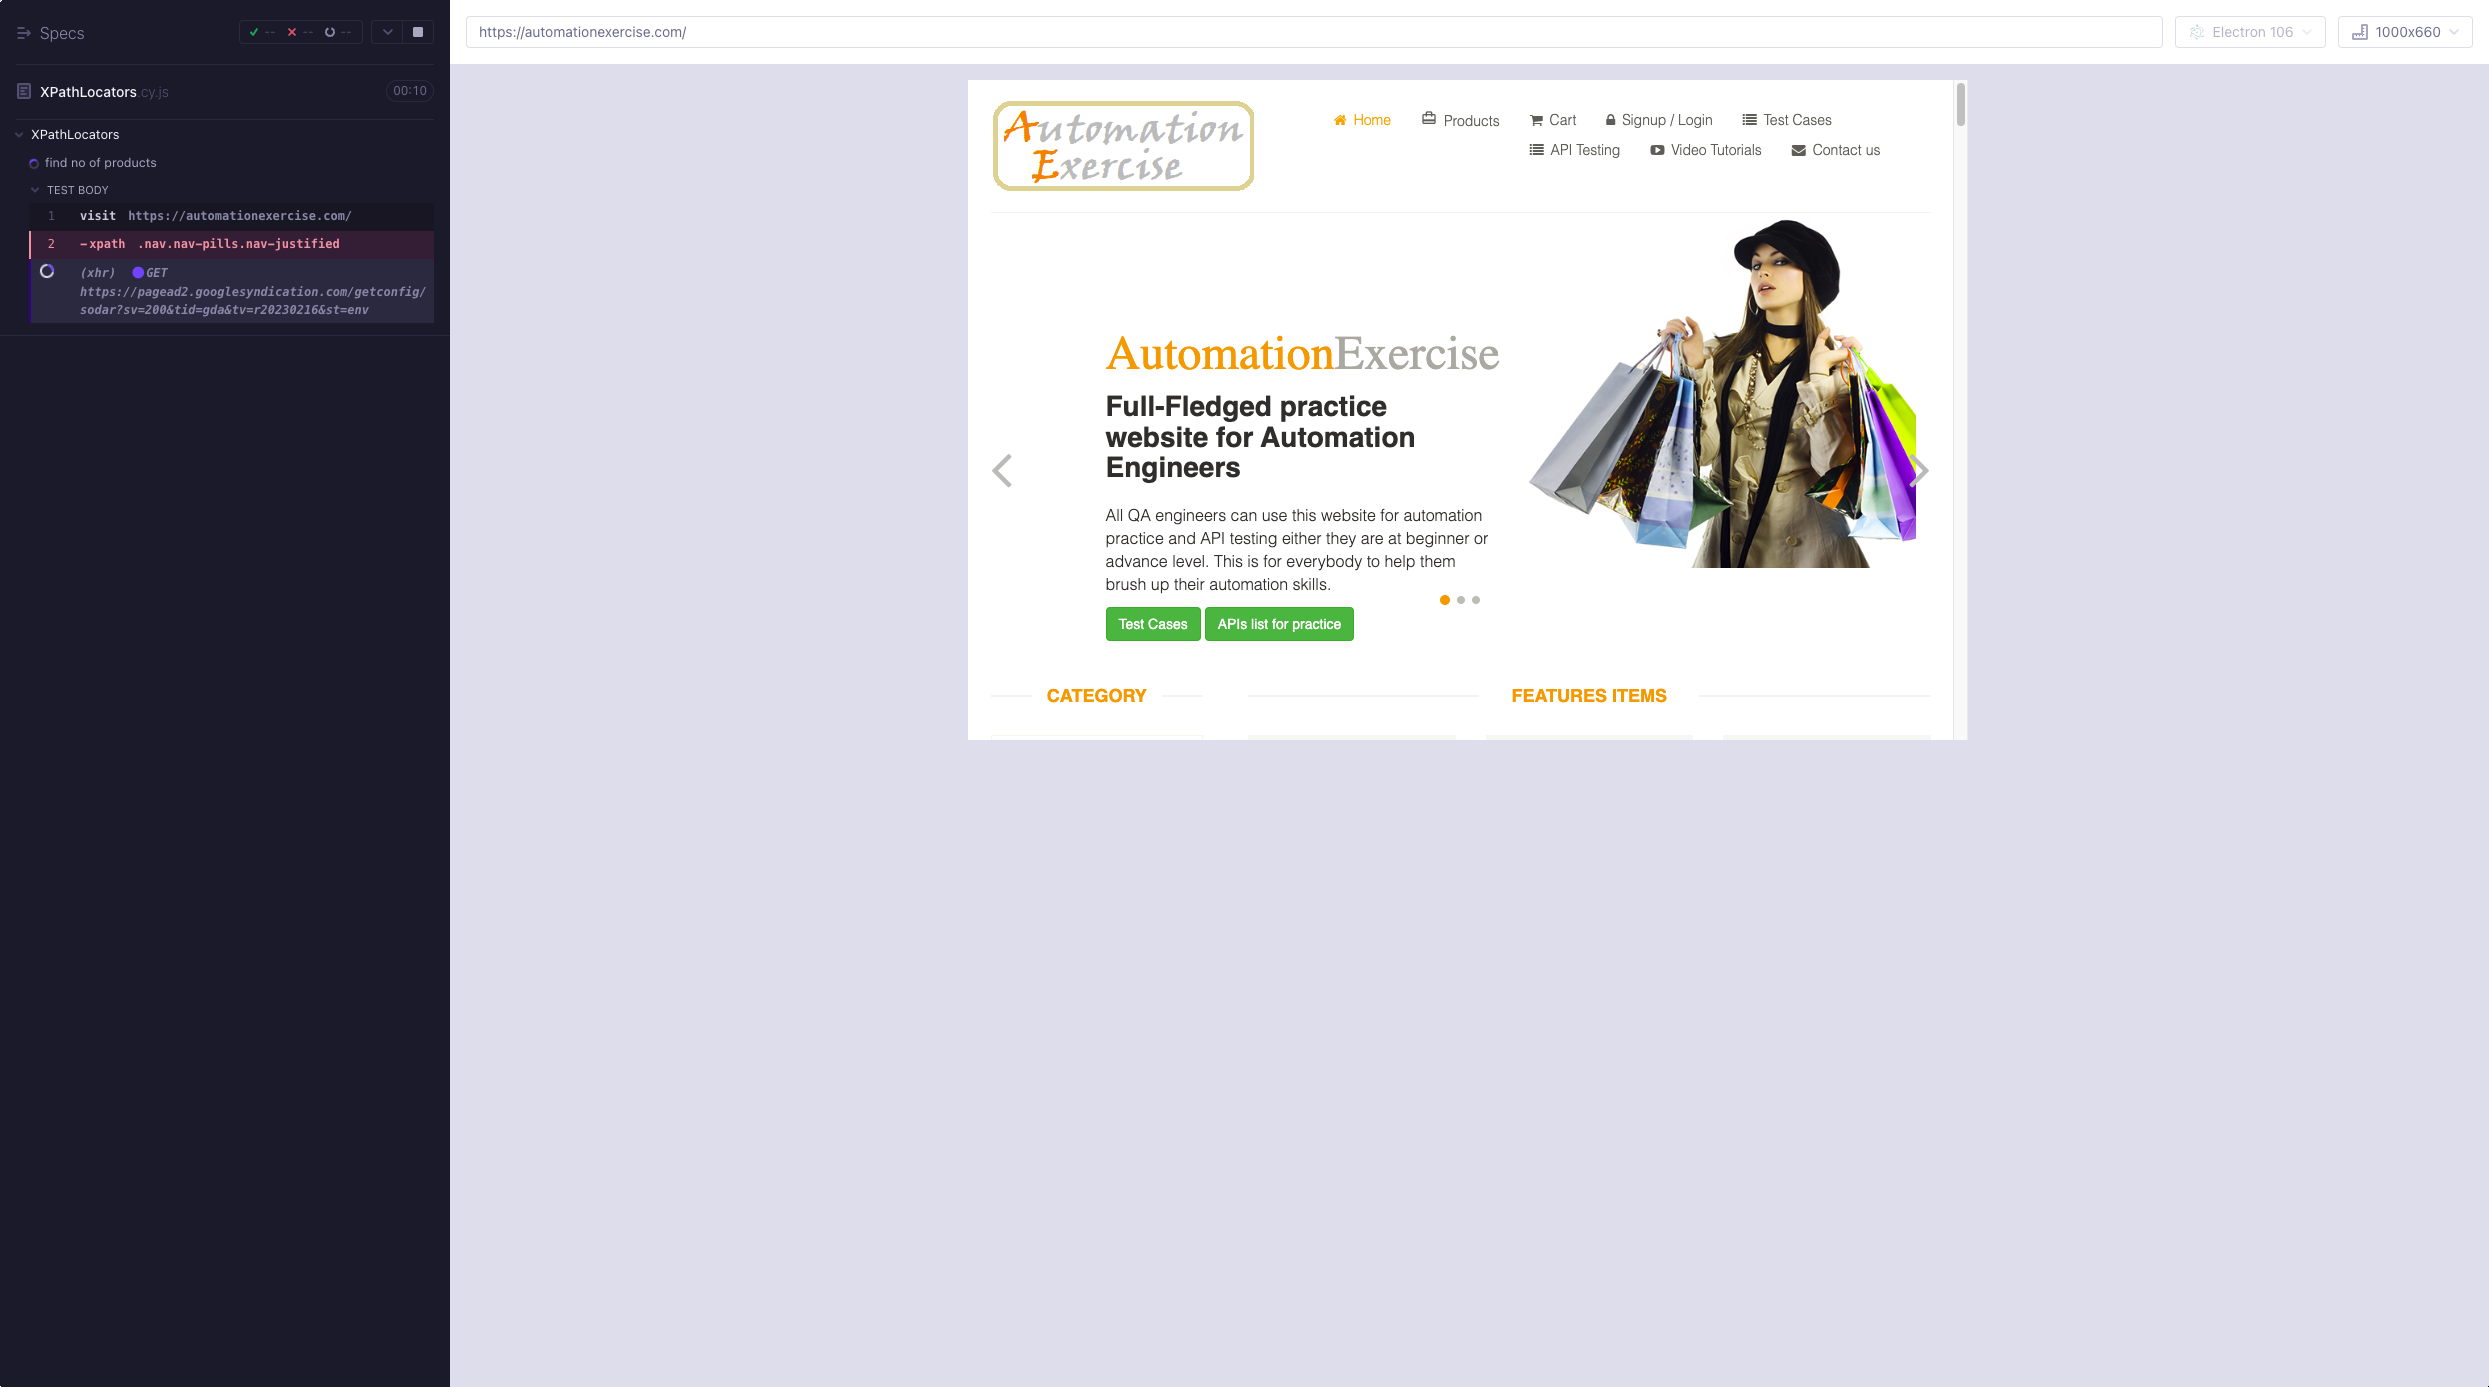 Specs
-- -- --
XPathLocators cy.js
00:10
XPathLocators
find no of products
TEST BODY
1 visit https://automationexercise.com/
2 -xpath .nav.nav-pills.nav-justified
(xhr) GET
https://pagead2.googlesyndication.com/getconfig/
sodar?sv=200&tid=gda&tv=r20230216&st=env
https://automationexercise.com/
Electron 106
1000x660
Automation
Exercise
Home Products Cart Signup / Login Test Cases
API Testing Video Tutorials Contact us
AutomationExercise
Full-Fledged practice
website for Automation
Engineers
All QA engineers can use this website for automation
practice and API testing either they are at beginner or
advance level. This is for everybody to help them
brush up their automation skills.
Test Cases APIs list for practice
CATEGORY
FEATURES ITEMS